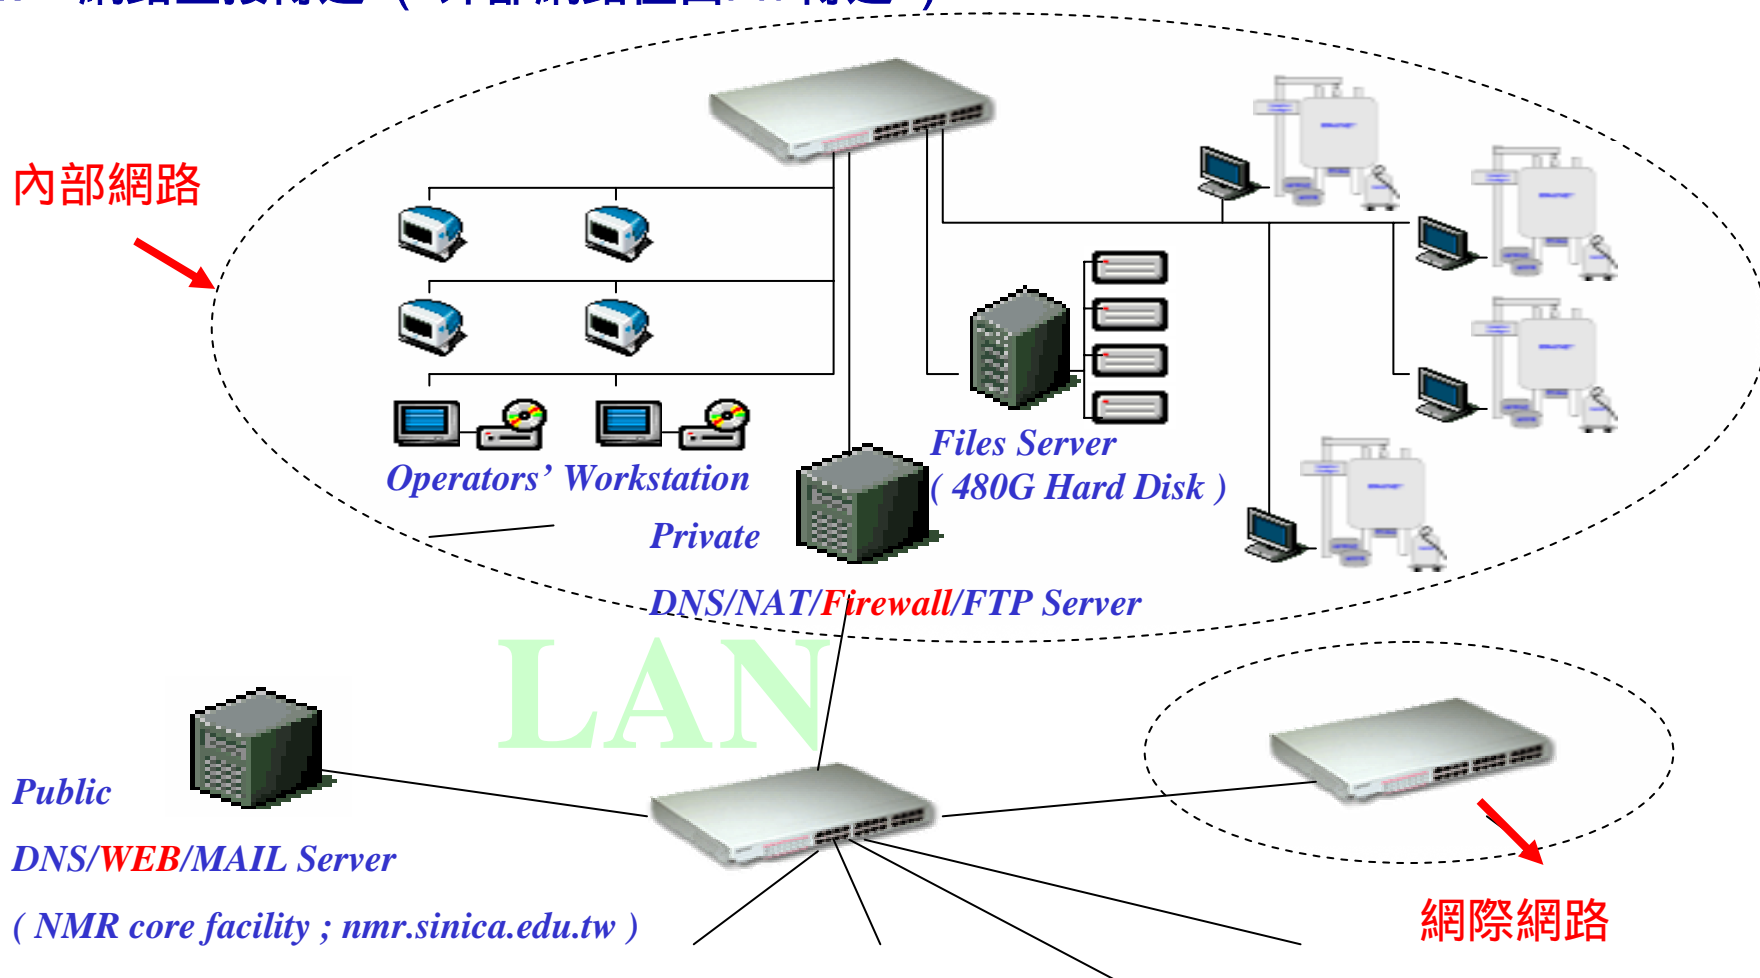 內部網路
Operators’ Workstation
Files Server
( 480G Hard Disk )
Private
DNS/NAT/Firewall/FTP Server
LAN
Public
DNS/WEB/MAIL Server
( NMR core facility ; nmr.sinica.edu.tw )
網際網路